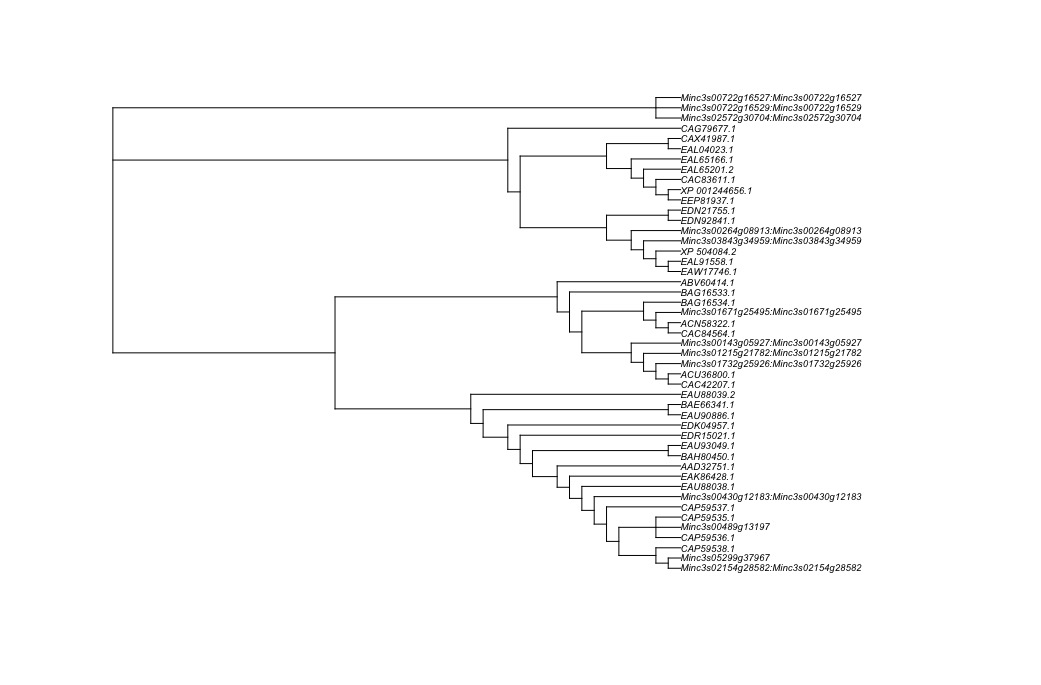 Minc3s00722g16527:Minc3s00722g16527
Minc3s00722g16529:Minc3s00722g16529
Minc3s02572g30704:Minc3s02572g30704
CAG79677.1
CAX41987.1
EAL04023.1
EAL65166.1
EAL65201.2
CAC83611.1
XP 001244656.1
EEP81937.1
EDN21755.1
EDN92841.1
Minc3s00264g08913:Minc3s00264g08913
Minc3s03843g34959:Minc3s03843g34959
XP 504084.2
EAL91558.1
EAW17746.1
ABV60414.1
BAG16533.1
BAG16534.1
Minc3s01671g25495:Minc3s01671g25495
ACN58322.1
CAC84564.1
Minc3s00143g05927:Minc3s00143g05927
Minc3s01215g21782:Minc3s01215g21782
Minc3s01732g25926:Minc3s01732g25926
ACU36800.1
CAC42207.1
EAU88039.2
BAE66341.1
EAU90886.1
EDK04957.1
EDR15021.1
EAU93049.1
BAH80450.1
AAD32751.1
EAK86428.1
EAU88038.1
Minc3s00430g12183:Minc3s00430g12183
CAP59537.1
CAP59535.1
Minc3s00489g13197
CAP59536.1
CAP59538.1
Minc3s05299g37967
Minc3s02154g28582:Minc3s02154g28582